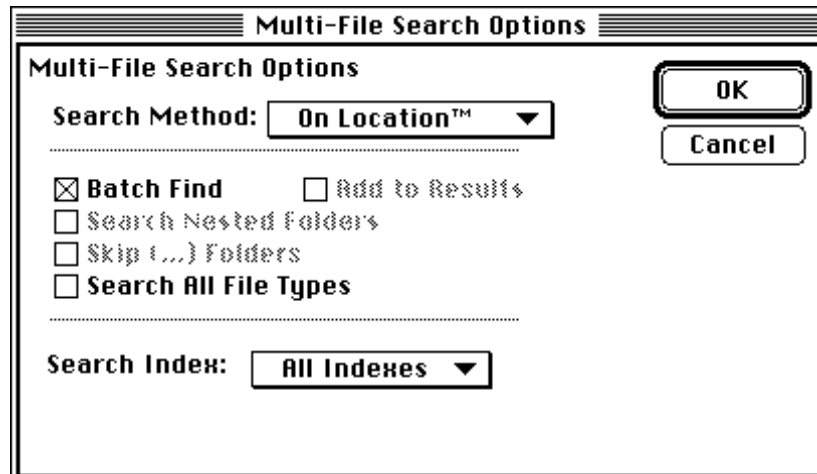 Multi-File Search Options
Multi-File Search Options
Search Method: On Location™
OK
Cancel
Batch Find Add to Results
Search Nested Folders
Skip (...) Folders
Search All File Types
Search Index: All Indexes